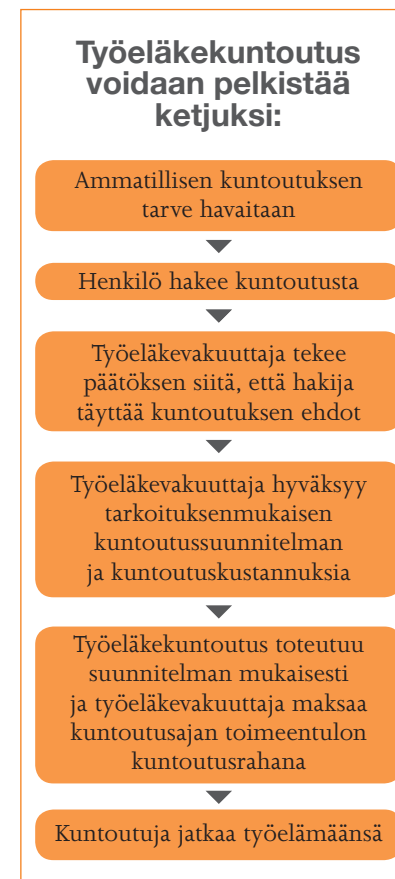 Työeläkekuntoutus
voidaan pelkistää
ketjuksi:
Ammatillisen kuntoutuksen
tarve havaitaan
Henkilö hakee kuntoutusta
Työeläkevakuuttaja tekee
päätöksen siitä, että hakija
täyttää kuntoutuksen ehdot
Työeläkevakuuttaja hyväksyy
tarkoituksenmukaisen
kuntoutussuunnitelman
ja kuntoutuskustannuksia
Työeläkekuntoutus toteutuu
suunnitelman mukaisesti
ja työeläkevakuuttaja maksaa
kuntoutusajan toimeentulon
kuntoutusrahana
Kuntoutuja jatkaa työelämäänsä